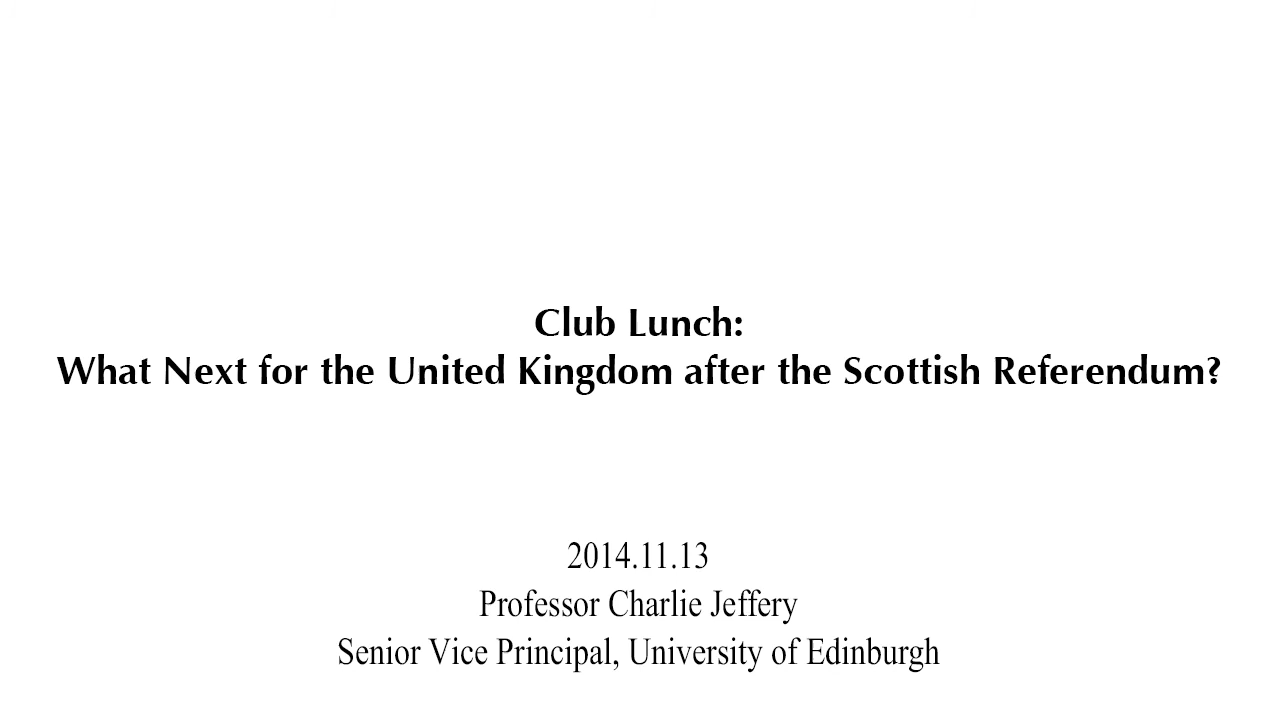 Club Lunch:
What Next for the United Kingdom after the Scottish Referendum?
2014.11.13
Professor Charlie Jeffery
Senior Vice Principal, University of Edinburgh